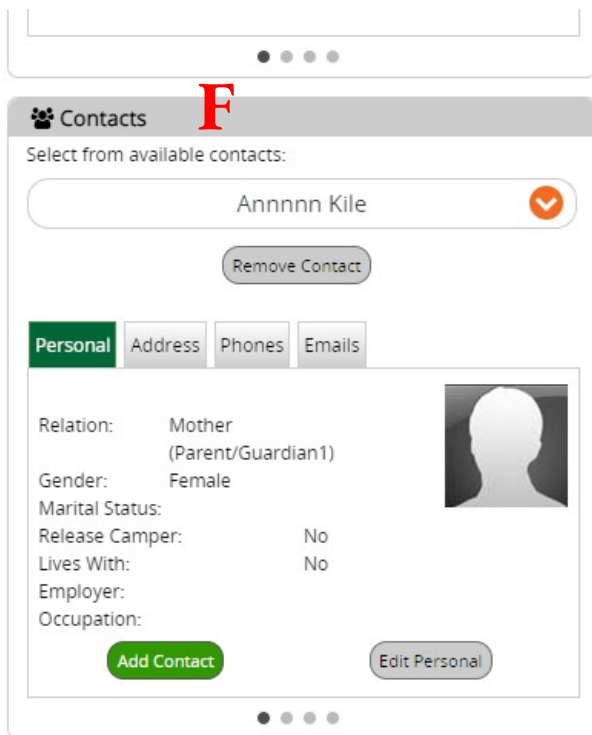 Contacts F
Select from available contacts:
Annnnn Kile
Remove Contact
Personal Address Phones Emails
Relation: Mother
(Parent/Guardian1)
Gender: Female
Marital Status:
Release Camper: No
Lives With: No
Employer:
Occupation:
Add Contact Edit Personal